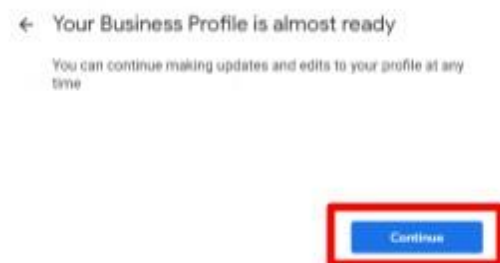 Your Business Profile is almost ready
You can continue making updates and edits to your profile at any
time
Continue